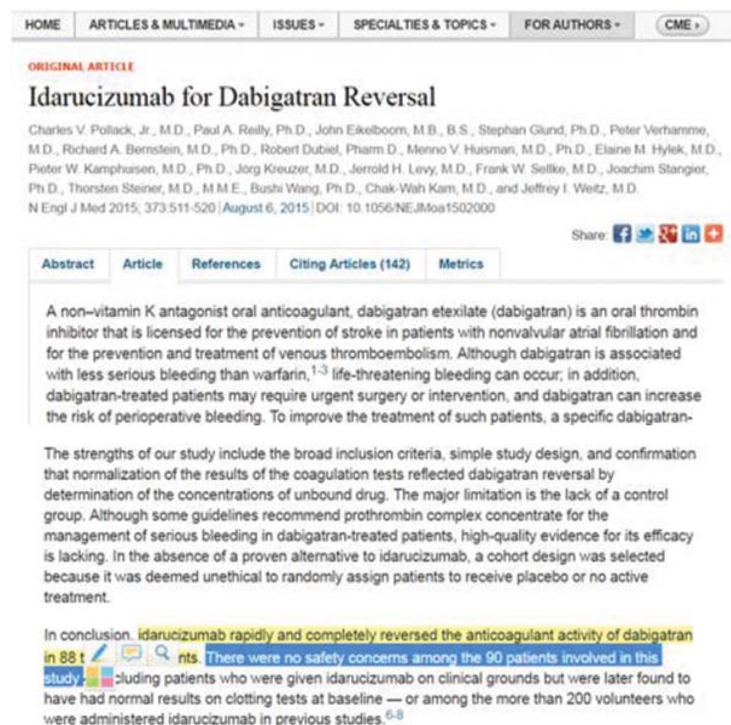 HOME ARTICLES & MULTIMEDIA ISSUES SPECIALTIES & TOPICS FOR AUTHORS CME
ORIGINAL ARTICLE
Idarucizumab for Dabigatran Reversal
Charles V. Pollack, Jr., M.D., Paul A. Reilly, Ph.D., John Eikelboom, M.B., B.S., Stephan Glund, Ph.D., Peter Verhamme,
M.D., Richard A. Bernstein, M.D., Ph.D., Robert Dubiel, Pharm.D., Menno V. Huisman, M.D., Ph.D., Elaine M. Hylek, M.D.,
Pieter W. Kamphuisen, M.D., Ph.D., Jörg Kreuzer, M.D., Jerrold H. Levy, M.D., Frank W. Sellke, M.D., Joachim Stangier,
Ph.D., Thorsten Steiner, M.D., M.M.E., Bushi Wang, Ph.D., Chak-Wah Kam, M.D., and Jeffrey I. Weitz, M.D.
N Engl J Med 2015; 373:511-520 | August 6, 2015 | DOI: 10.1056/NEJMoa1502000
Share:
Abstract Article References Citing Articles (142) Metrics
A non–vitamin K antagonist oral anticoagulant, dabigatran etexilate (dabigatran) is an oral thrombin
inhibitor that is licensed for the prevention of stroke in patients with nonvalvular atrial fibrillation and
for the prevention and treatment of venous thromboembolism. Although dabigatran is associated
with less serious bleeding than warfarin,1-3 life-threatening bleeding can occur; in addition,
dabigatran-treated patients may require urgent surgery or intervention, and dabigatran can increase
the risk of perioperative bleeding. To improve the treatment of such patients, a specific dabigatran-
The strengths of our study include the broad inclusion criteria, simple study design, and confirmation
that normalization of the results of the coagulation tests reflected dabigatran reversal by
determination of the concentrations of unbound drug. The major limitation is the lack of a control
group. Although some guidelines recommend prothrombin complex concentrate for the
management of serious bleeding in dabigatran-treated patients, high-quality evidence for its efficacy
is lacking. In the absence of a proven alternative to idarucizumab, a cohort design was selected
because it was deemed unethical to randomly assign patients to receive placebo or no active
treatment.
In conclusion, idarucizumab rapidly and completely reversed the anticoagulant activity of dabigatran
in 88 t nts. There were no safety concerns among the 90 patients involved in this
study cluding patients who were given idarucizumab on clinical grounds but were later found to
have had normal results on clotting tests at baseline — or among the more than 200 volunteers who
were administered idarucizumab in previous studies.6-8